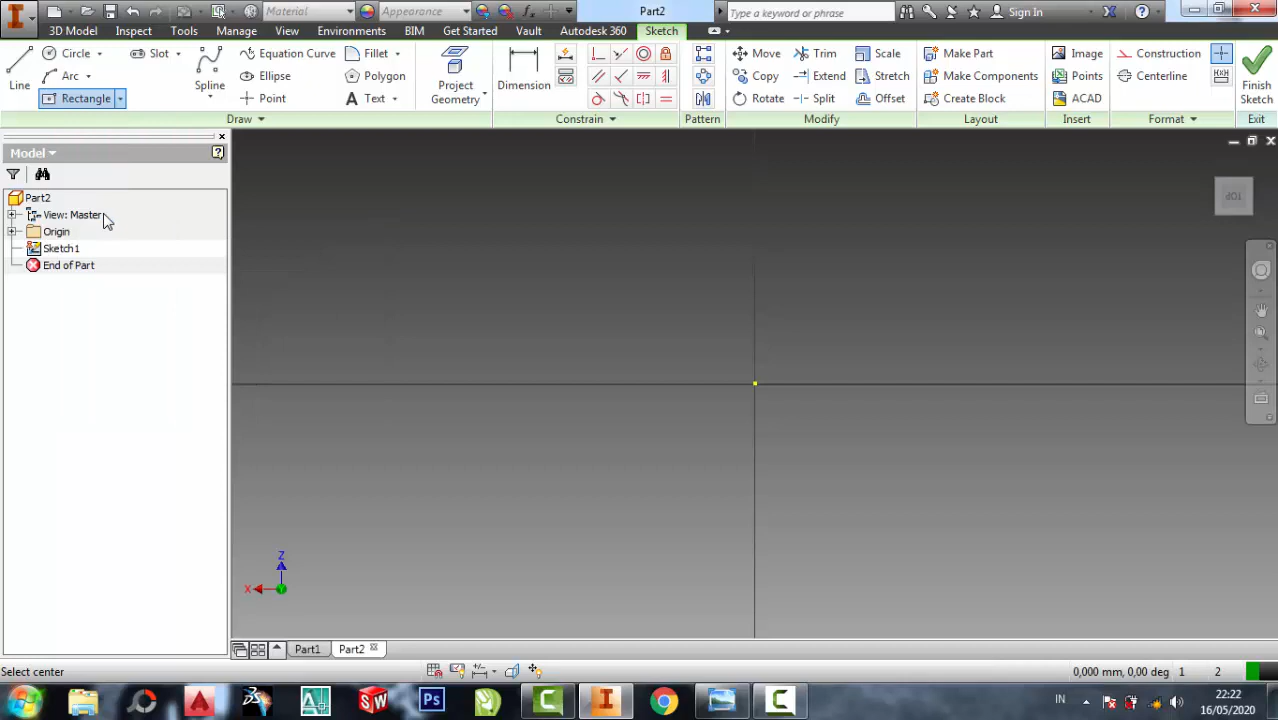 Material
Appearance
Part2
Type a keyword or phrase
Sign In
3D Model
Inspect
Tools
Manage
View
Environments
BIM
Get Started
Vault
Autodesk 360
Sketch
Line
Circle
Arc
Rectangle
Slot
Spline
Equation Curve
Ellipse
Point
Fillet
Polygon
Text
Project
Geometry
Dimension
Move
Copy
Rotate
Trim
Extend
Split
Scale
Stretch
Offset
Make Part
Make Components
Create Block
Image
Points
ACAD
Construction
Centerline
Finish
Sketch
Draw
Constrain
Pattern
Modify
Layout
Insert
Format
Exit
Model
Part2
View: Master
Origin
Sketch1
End of Part
TOP
Z
X
Part1
Part2
Select center
0,000 mm, 0,00 deg
1
2
Ps
IN
22:22
16/05/2020